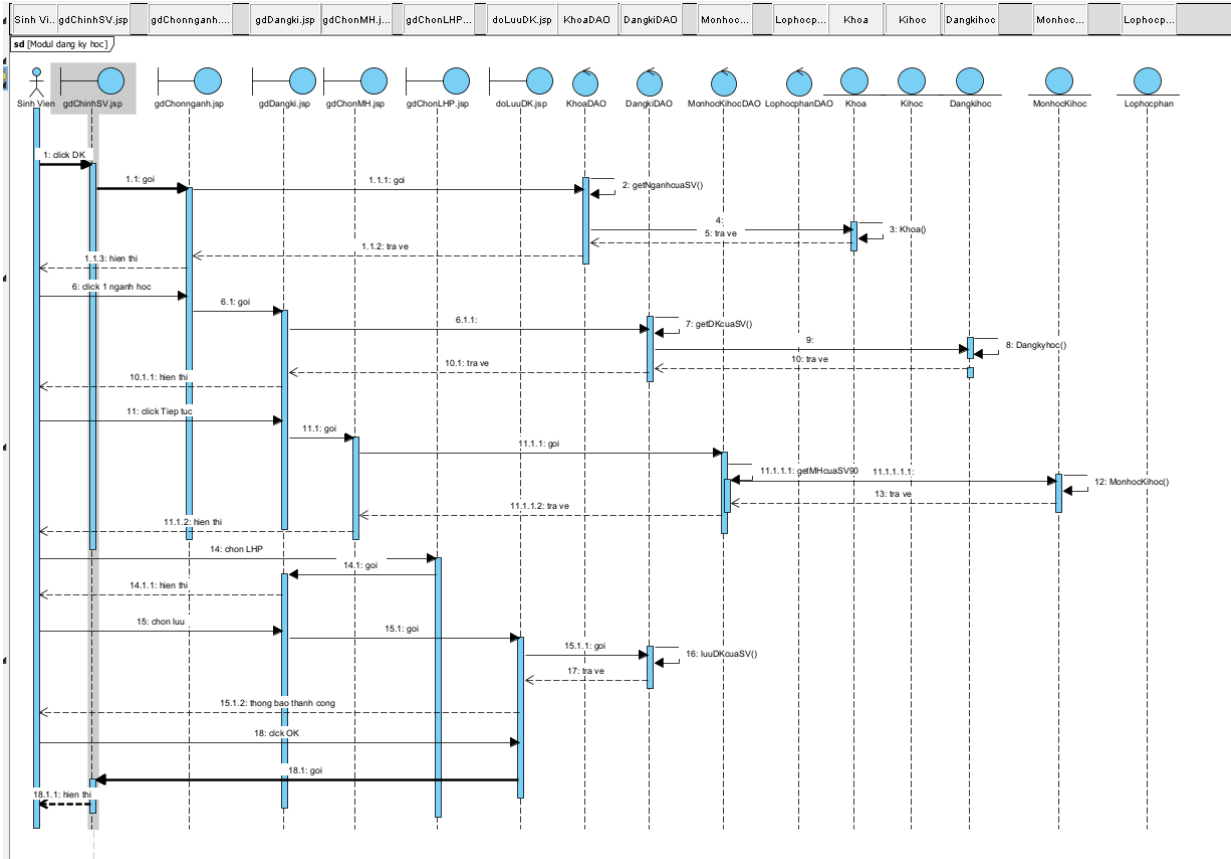 Sinh Vi...
gdChinhSV.jsp
gdChonnganh....
gdDangki.jsp
gdChonMH.j...
gdChonLHP.jsp
doLuuDK.jsp
KhoaDAO
DangkiDAO
Monhoc...
Lophocp...
Khoa
Kihoc
Dangkihoc
Monhoc...
Lophocp...
sd [Modul dang ky hoc]
Sinh Vien
gdChinhSV.jsp
gdChonnganh.jsp
gdDangki.jsp
gdChonMH.jsp
gdChonLHP.jsp
doLuuDK.jsp
KhoaDAO
DangkiDAO
MonhocKihocDAO
LophocphanDAO
Khoa
Kihoc
Dangkihoc
MonhocKihoc
Lophocphan
1: click DK
1.1: goi
1.1.1: goi
2: getNganhcuaSV()
4:
3: Khoa()
5: tra ve
1.1.2: tra ve
1.1.3: hien thi
6: click 1 nganh hoc
6.1: goi
6.1.1:
7: getDKcuaSV()
9:
8: Dangkyhoc()
10: tra ve
10.1: tra ve
10.1.1: hien thi
11: click Tiep tuc
11.1: goi
11.1.1: goi
11.1.1.1: getMHcuaSV90
11.1.1.1.1:
12: MonhocKihoc()
13: tra ve
11.1.1.2: tra ve
11.1.2: hien thi
14: chon LHP
14.1: goi
14.1.1: hien thi
15: chon luu
15.1: goi
15.1.1: goi
16: luuDKcuaSV()
17: tra ve
15.1.2: thong bao thanh cong
18: clck OK
18.1: goi
18.1.1: hien thi